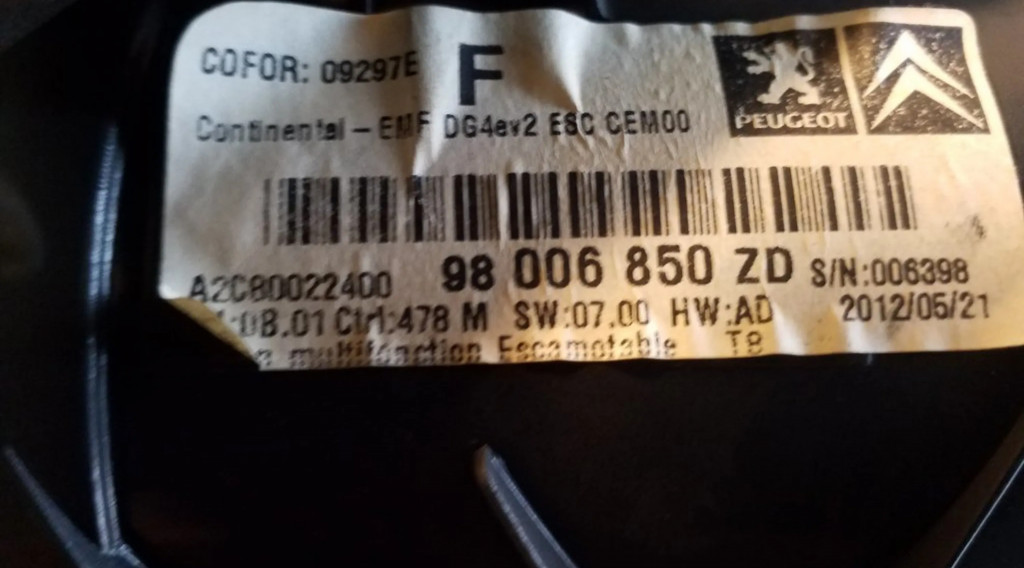 COFOR: 09297E F
PEUGEOT
Continental - EMF DG4ev2 ESC CEM00
A2C80022400 98 006 850 ZD S/N:006398
:0B.01 Ctrl:478 M SW:07.00 HW:AD 2012/05/21
multifonction Escamotable T8